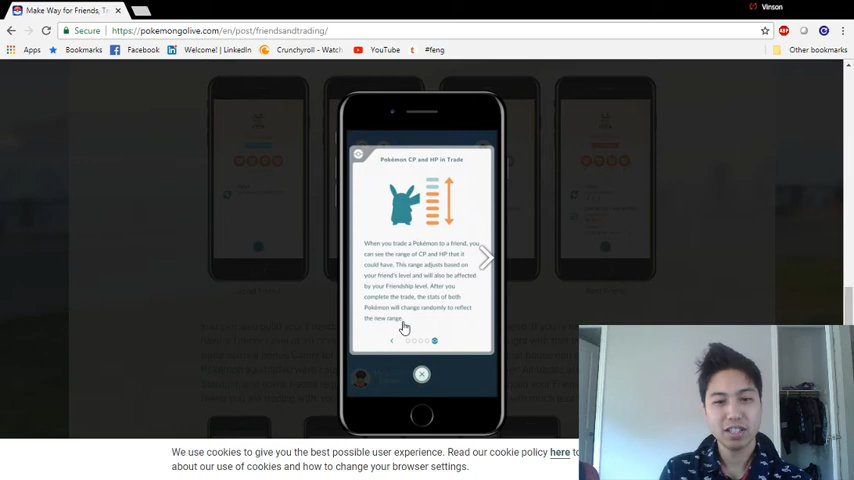 Make Way for Friends, Tr
Vinson
Secure
https://pokemongolive.com/en/post/friendsandtrading/
Apps
Bookmarks
Facebook
Welcome! | LinkedIn
Crunchyroll - Watch
YouTube
#feng
Other bookmarks
Pokémon CP and HP in Trade
When you trade a Pokémon to a friend, you
can see the range of CP and HP that it
could have. This range adjusts based on
your friend's level and will also be affected
by your Friendship level. After you
complete the trade, the stats of both
Pokémon will change randomly to reflect
the new range.
We use cookies to give you the best possible user experience. Read our cookie policy here to
about our use of cookies and how to change your browser settings.